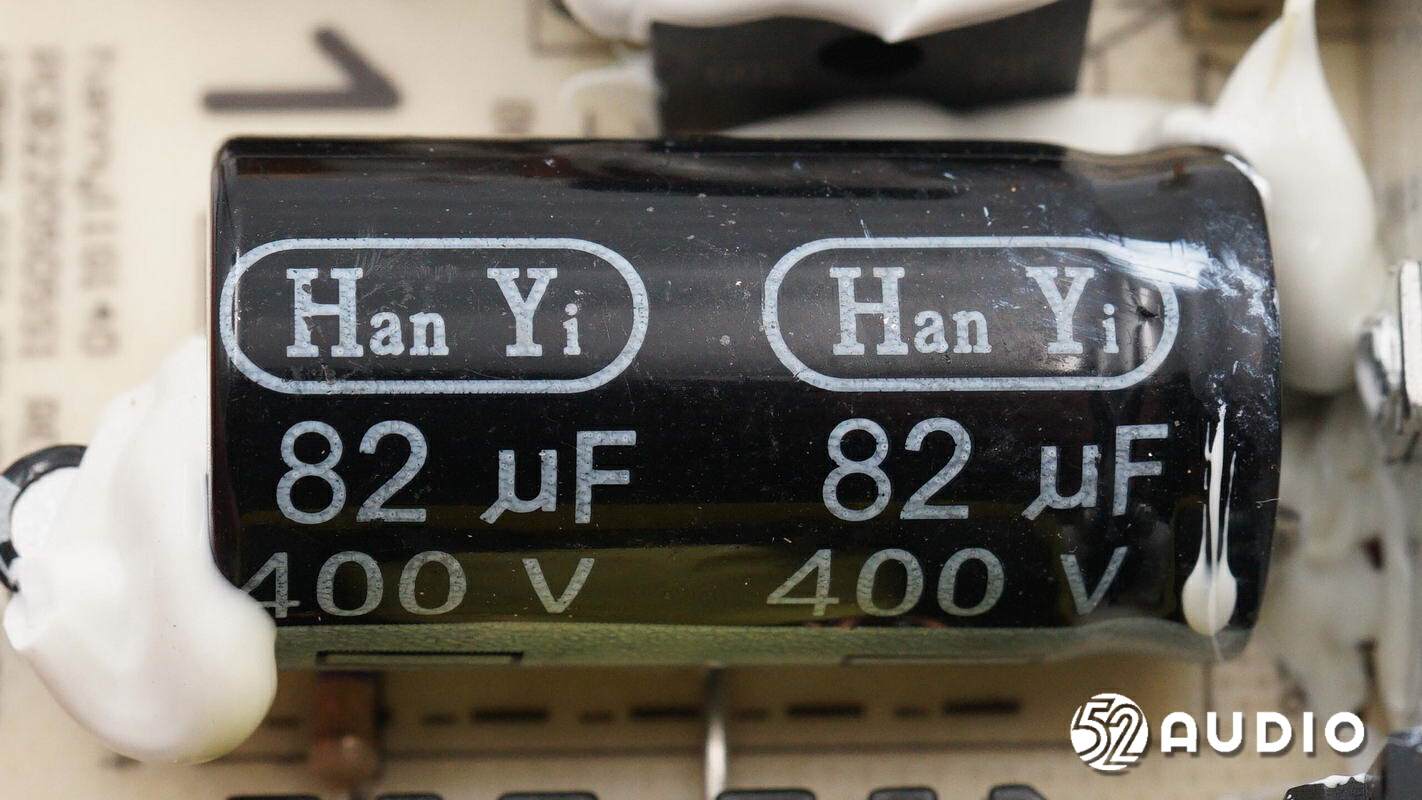 Han Yi Han Yi
82 µF 82 µF
400 V 400 V
52 AUDIO